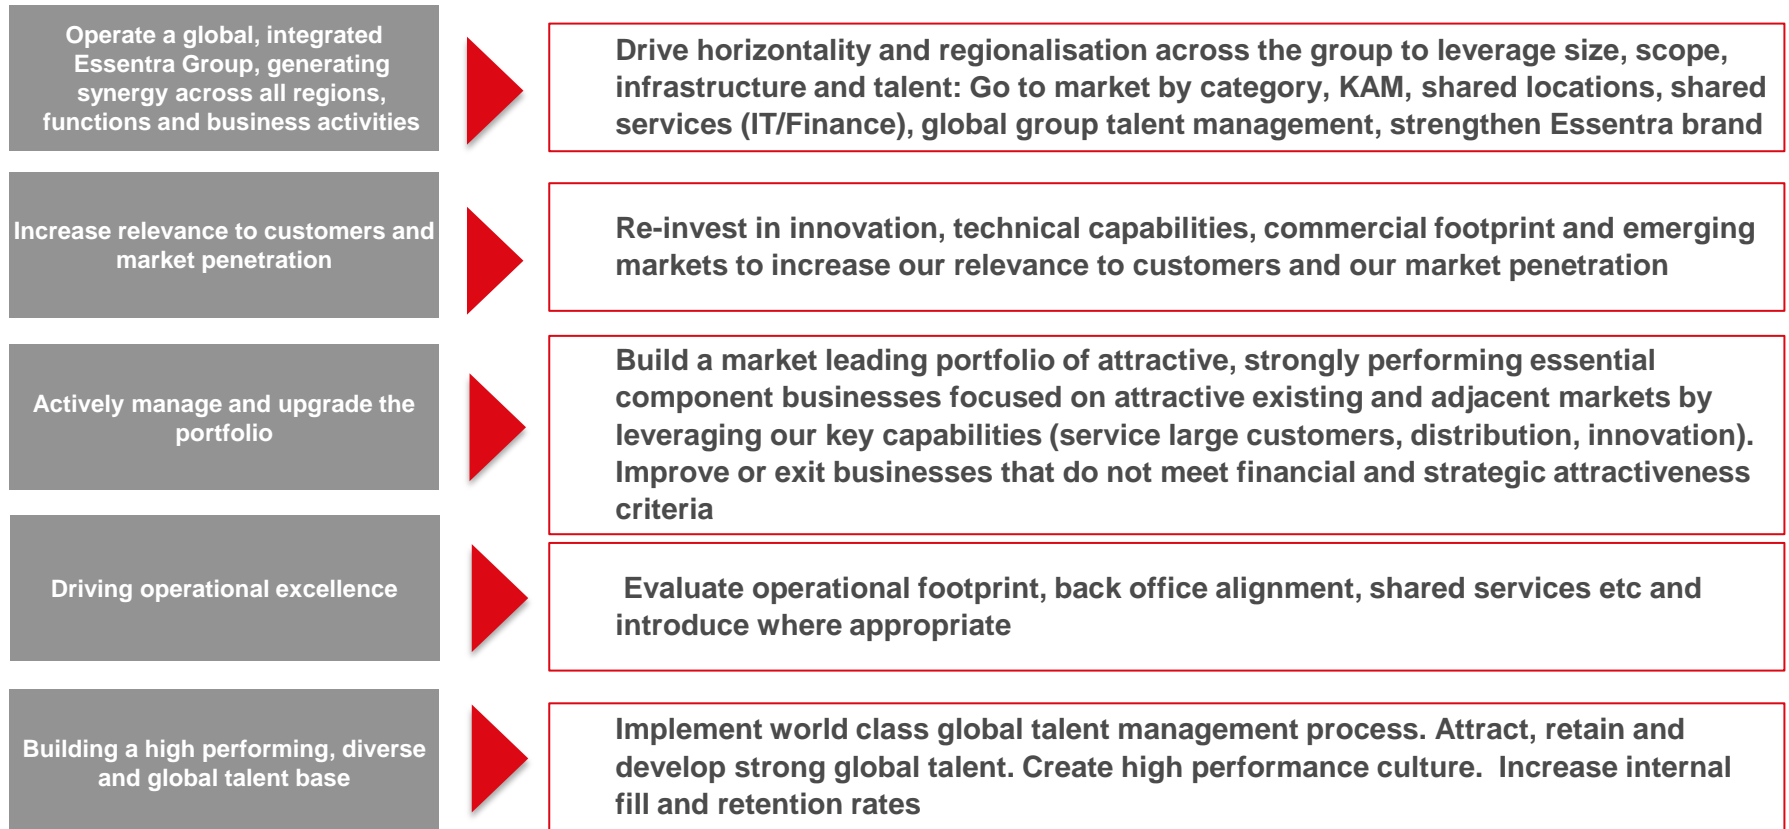 Operate a global, integrated
Essentra Group, generating
synergy across all regions,
functions and business activities
Drive horizontality and regionalisation across the group to leverage size, scope,
infrastructure and talent: Go to market by category, KAM, shared locations, shared
services (IT/Finance), global group talent management, strengthen Essentra brand
Increase relevance to customers and
market penetration
Re-invest in innovation, technical capabilities, commercial footprint and emerging
markets to increase our relevance to customers and our market penetration
Actively manage and upgrade the
portfolio
Build a market leading portfolio of attractive, strongly performing essential
component businesses focused on attractive existing and adjacent markets by
leveraging our key capabilities (service large customers, distribution, innovation).
Improve or exit businesses that do not meet financial and strategic attractiveness
criteria
Driving operational excellence
Evaluate operational footprint, back office alignment, shared services etc and
introduce where appropriate
Building a high performing, diverse
and global talent base
Implement world class global talent management process. Attract, retain and
develop strong global talent. Create high performance culture.  Increase internal
fill and retention rates